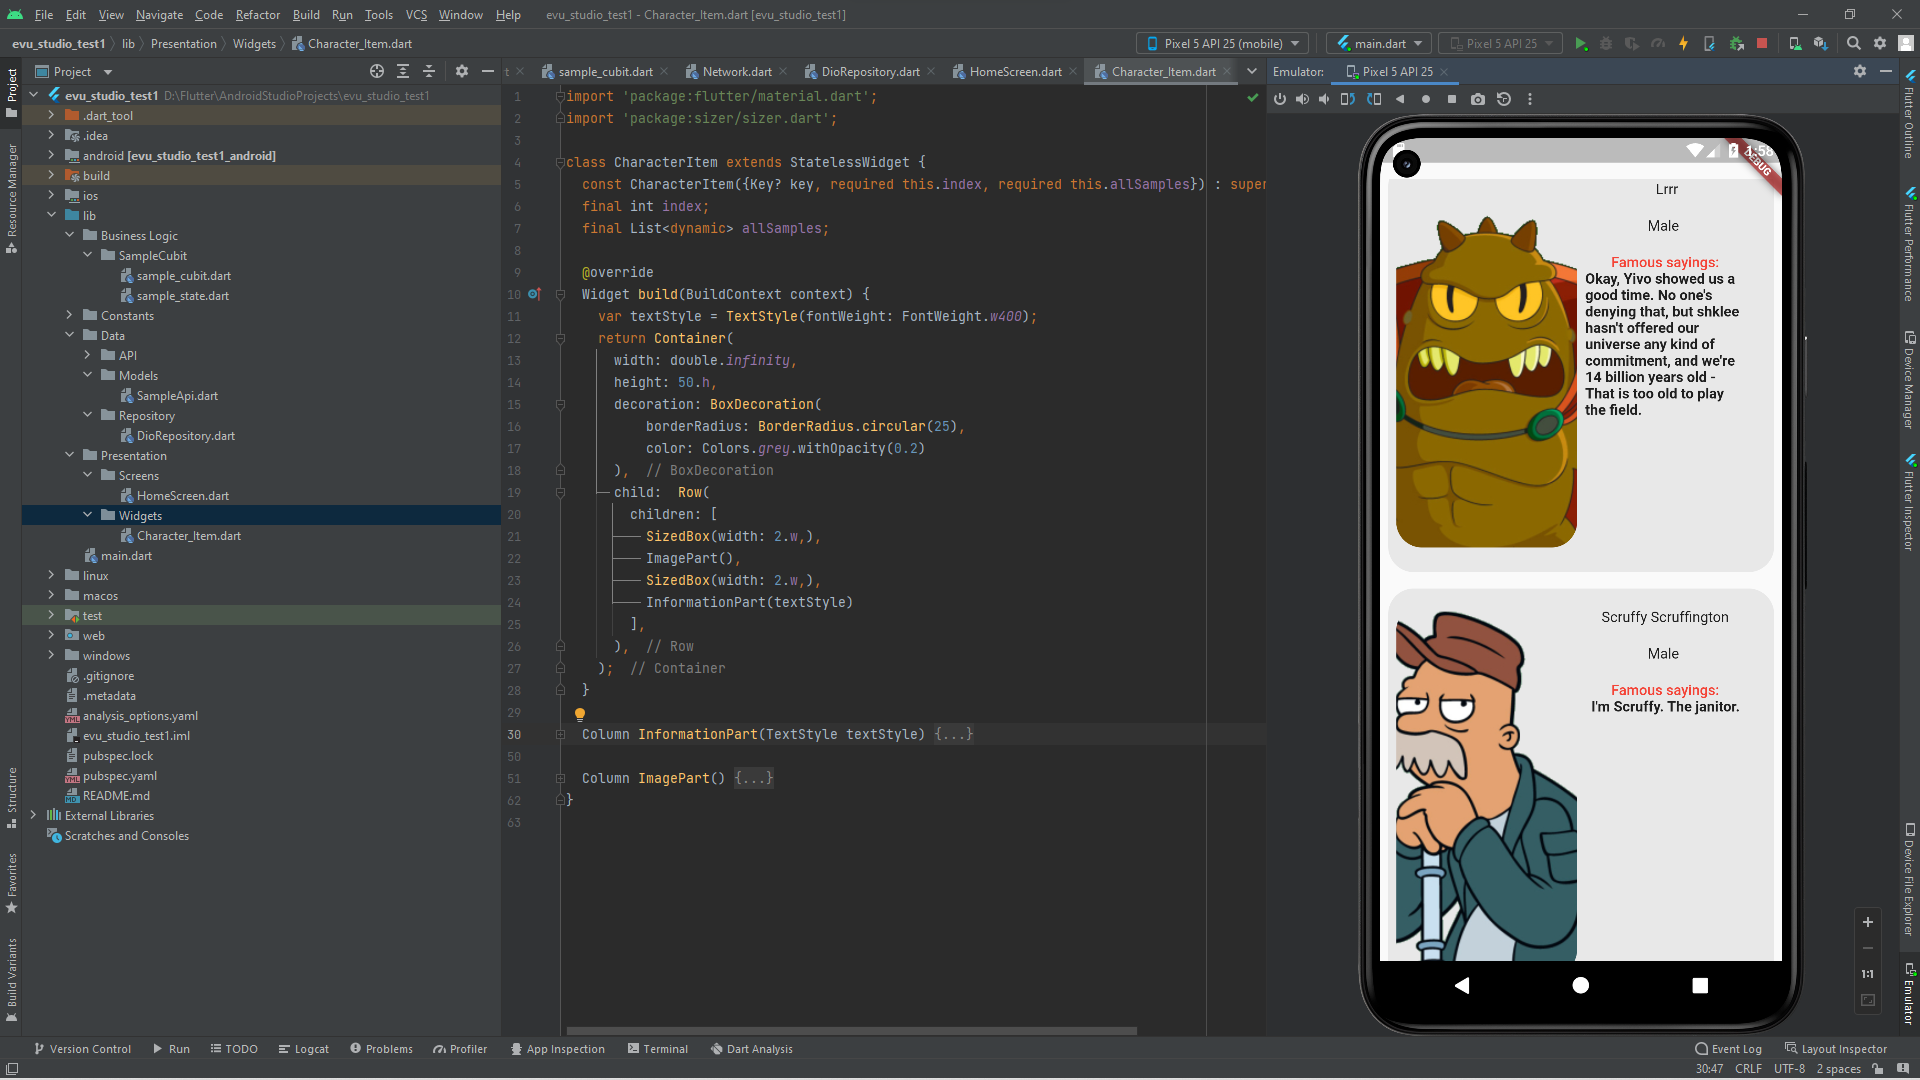 File Edit View Navigate Code Refactor Build Run Tools VCS Window Help evu_studio_test1 - Character_Item.dart [evu_studio_test1]
evu_studio_test1 lib Presentation Widgets Character_Item.dart
Pixel 5 API 25 (mobile) main.dart Pixel 5 API 25
Project
sample_cubit.dart Network.dart DioRepository.dart HomeScreen.dart Character_Item.dart
Emulator: Pixel 5 API 25
Project
Resource Manager
Structure
Favorites
Build Variants
evu_studio_test1 D:\Flutter\AndroidStudioProjects\evu_studio_test1
.dart_tool
.idea
android [evu_studio_test1_android]
build
ios
lib
Business Logic
SampleCubit
sample_cubit.dart
sample_state.dart
Constants
Data
API
Models
SampleApi.dart
Repository
DioRepository.dart
Presentation
Screens
HomeScreen.dart
Widgets
Character_Item.dart
main.dart
linux
macos
test
web
windows
.gitignore
.metadata
analysis_options.yaml
evu_studio_test1.iml
pubspec.lock
pubspec.yaml
README.md
External Libraries
Scratches and Consoles
1 import 'package:flutter/material.dart';
2 import 'package:sizer/sizer.dart';
3
4 class CharacterItem extends StatelessWidget {
5 const CharacterItem({Key? key, required this.index, required this.allSamples}) : super
6 final int index;
7 final List<dynamic> allSamples;
8
9 @override
10 Widget build(BuildContext context) {
11 var textStyle = TextStyle(fontWeight: FontWeight.w400);
12 return Container(
13 width: double.infinity,
14 height: 50.h,
15 decoration: BoxDecoration(
16 borderRadius: BorderRadius.circular(25),
17 color: Colors.grey.withOpacity(0.2)
18 ), // BoxDecoration
19 child: Row(
20 children: [
21 SizedBox(width: 2.w,),
22 ImagePart(),
23 SizedBox(width: 2.w,),
24 InformationPart(textStyle)
25 ],
26 ), // Row
27 ); // Container
28 }
29
30 Column InformationPart(TextStyle textStyle) {...}
50
51 Column ImagePart() {...}
62 }
63
1:58
DEBUG
Lrrr
Male
Famous sayings:
Okay, Yivo showed us a
good time. No one's
denying that, but shklee
hasn't offered our
universe any kind of
commitment, and we're
14 billion years old -
That is too old to play
the field.
Scruffy Scruffington
Male
Famous sayings:
I'm Scruffy. The janitor.
1:1
Flutter Outline
Flutter Performance
Device Manager
Flutter Inspector
Device File Explorer
Emulator
Version Control Run TODO Logcat Problems Profiler App Inspection Terminal Dart Analysis Event Log Layout Inspector
30:47 CRLF UTF-8 2 spaces